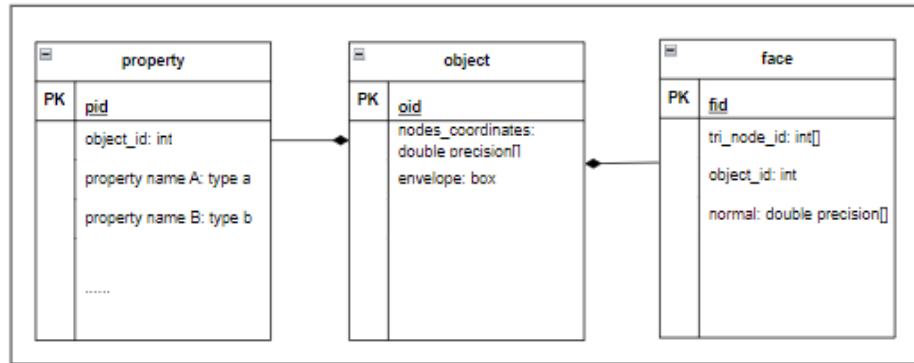 property
PK
pid
object_id: int
property name A: type a
property name B: type b
......
object
PK
oid
nodes_coordinates:
double precision[]
envelope: box
face
PK
fid
tri_node_id: int[]
object_id: int
normal: double precision[]